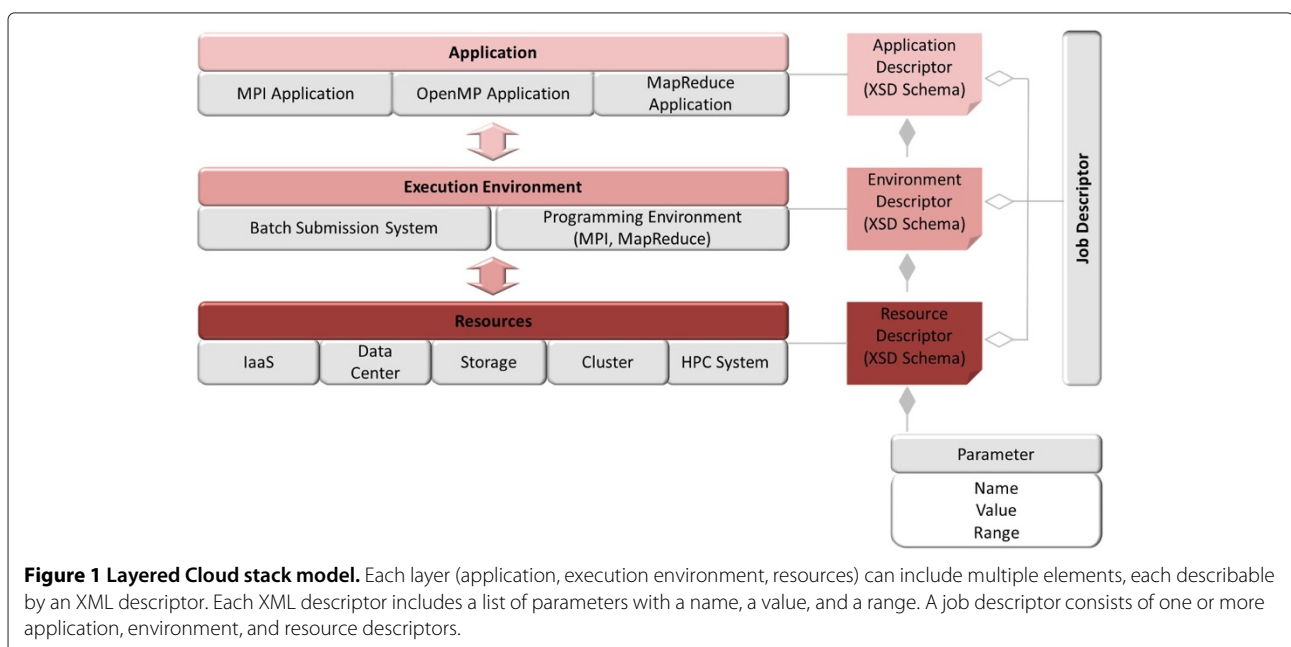 Application
MPI Application
OpenMP Application
MapReduce
Application
Application
Descriptor
(XSD Schema)
Execution Environment
Batch Submission System
Programming Environment
(MPI, MapReduce)
Environment
Descriptor
(XSD Schema)
Job Descriptor
Resources
IaaS
Data
Center
Storage
Cluster
HPC System
Resource
Descriptor
(XSD Schema)
Parameter
Name
Value
Range
Figure 1 Layered Cloud stack model. Each layer (application, execution environment, resources) can include multiple elements, each describable
by an XML descriptor. Each XML descriptor includes a list of parameters with a name, a value, and a range. A job descriptor consists of one or more
application, environment, and resource descriptors.